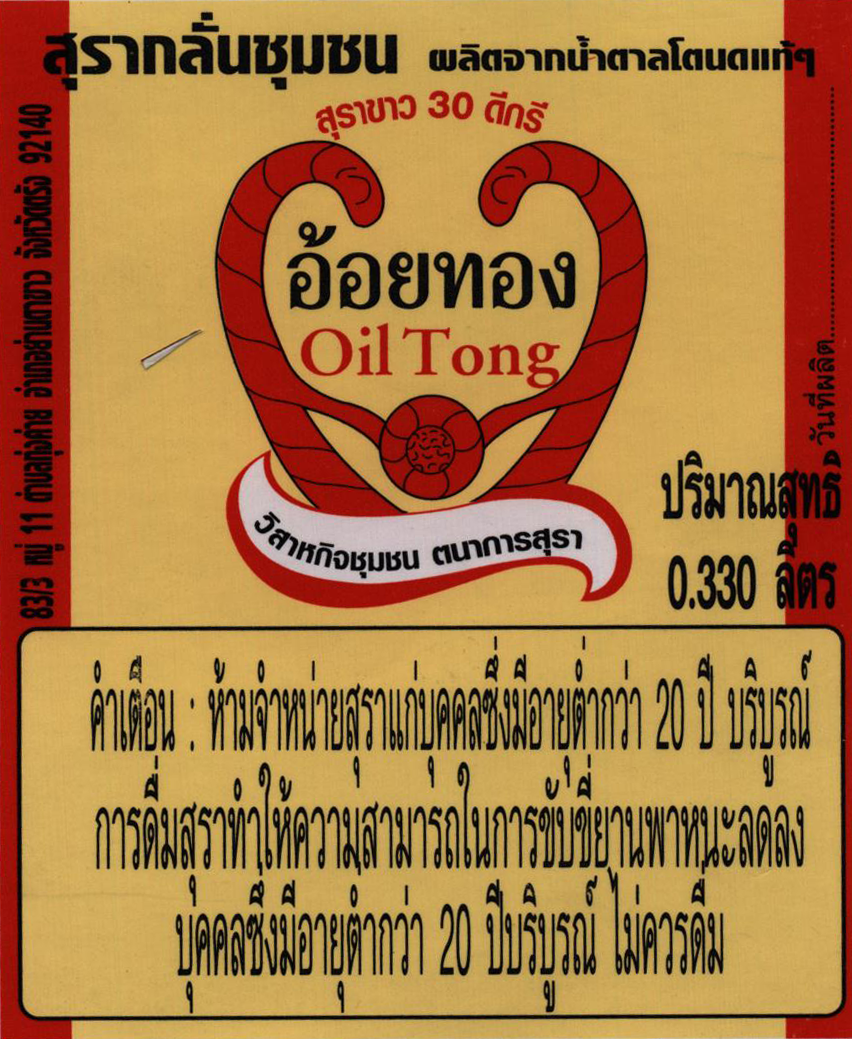 สุรากลั่นชุมชน ผลิตจากน้ำตาลโตนดแท้ๆ
สุราขาว 30 ดีกรี
อ้อยทอง
Oil Tong
วิสาหกิจชุมชน ตนาการสุรา
83/3 หมู่ 11 ตำบลทุ่งค่าย อำเภอย่านตาขาว จังหวัดตรัง 92140
วันที่ผลิต
ปริมาณสุทธิ
0.330 ลิตร
คำเตือน : ห้ามจำหน่ายสุราแก่บุคคลซึ่งมีอายุต่ำกว่า 20 ปี บริบูรณ์
การดื่มสุราทำให้ความสามารถในการขับขี่ยานพาหนะลดลง
บุคคลซึ่งมีอายุต่ำกว่า 20 ปีบริบูรณ์ ไม่ควรดื่ม